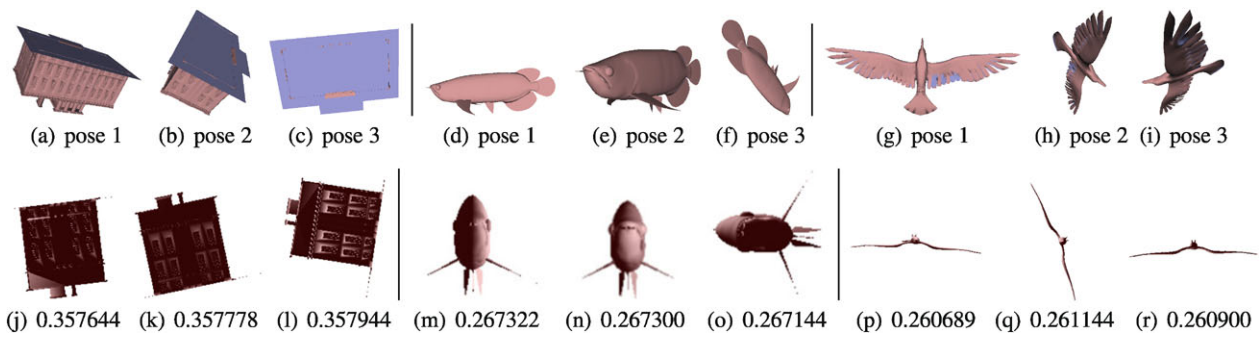 (a) pose 1 (b) pose 2 (c) pose 3 (d) pose 1 (e) pose 2 (f) pose 3 (g) pose 1 (h) pose 2 (i) pose 3
(j) 0.357644 (k) 0.357778 (l) 0.357944 (m) 0.267322 (n) 0.267300 (o) 0.267144 (p) 0.260689 (q) 0.261144 (r) 0.260900